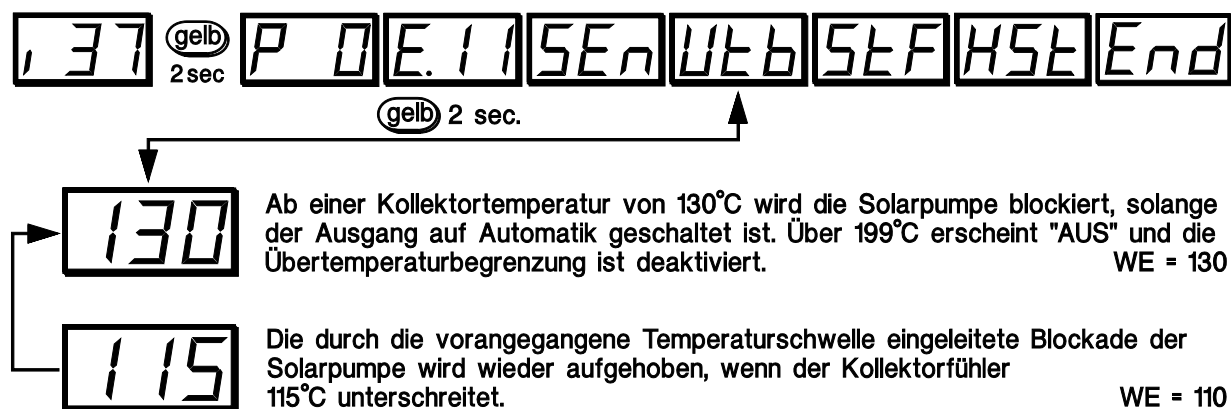 , 37 gelb 2 sec P 0 E.11 SEn Utb StF HSt End
gelb 2 sec.
130
Ab einer Kollektortemperatur von 130°C wird die Solarpumpe blockiert, solange
der Ausgang auf Automatik geschaltet ist. Über 199°C erscheint "AUS" und die
Übertemperaturbegrenzung ist deaktiviert. WE = 130
115
Die durch die vorangegangene Temperaturschwelle eingeleitete Blockade der
Solarpumpe wird wieder aufgehoben, wenn der Kollektorfühler
115°C unterschreitet. WE = 110